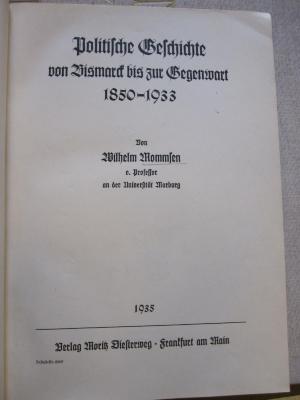 Politische Geschichte
von Bismarck bis zur Gegenwart
1850-1933
Von
Wilhelm Mommsen
o. Professor
an der Universität Marburg
1935
Verlag Moritz Diesterweg · Frankfurt am Main